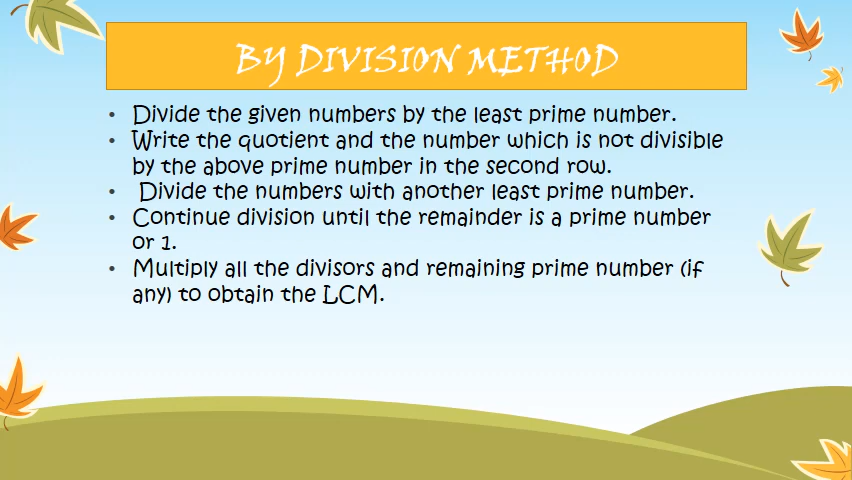 BY DIVISION METHOD
• Divide the given numbers by the least prime number.
• Write the quotient and the number which is not divisible
by the above prime number in the second row.
• Divide the numbers with another least prime number.
• Continue division until the remainder is a prime number
or 1.
• Multiply all the divisors and remaining prime number (if
any) to obtain the LCM.